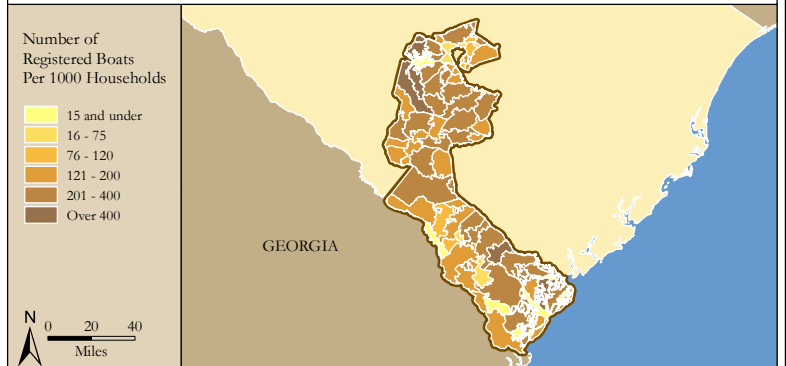 Number of
Registered Boats
Per 1000 Households
15 and under
16 - 75
76 - 120
121 - 200
201 - 400
Over 400
GEORGIA
N
0 20 40
Miles